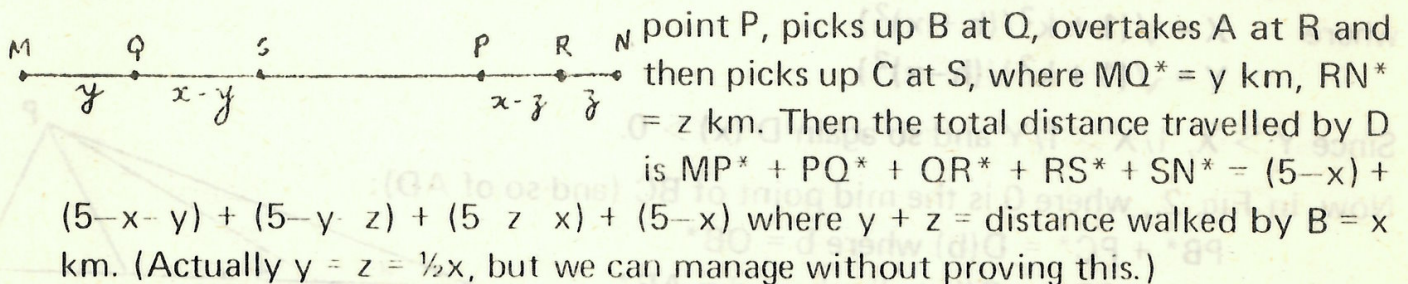 M Q S P R N
y x-y x-z z
point P, picks up B at Q, overtakes A at R and
then picks up C at S, where MQ* = y km, RN*
= z km. Then the total distance travelled by D
is MP* + PQ* + QR* + RS* + SN* = (5–x) +
(5–x- y) + (5–y- z) + (5 z x) + (5–x) where y + z = distance walked by B = x
km. (Actually y = z = ½x, but we can manage without proving this.)